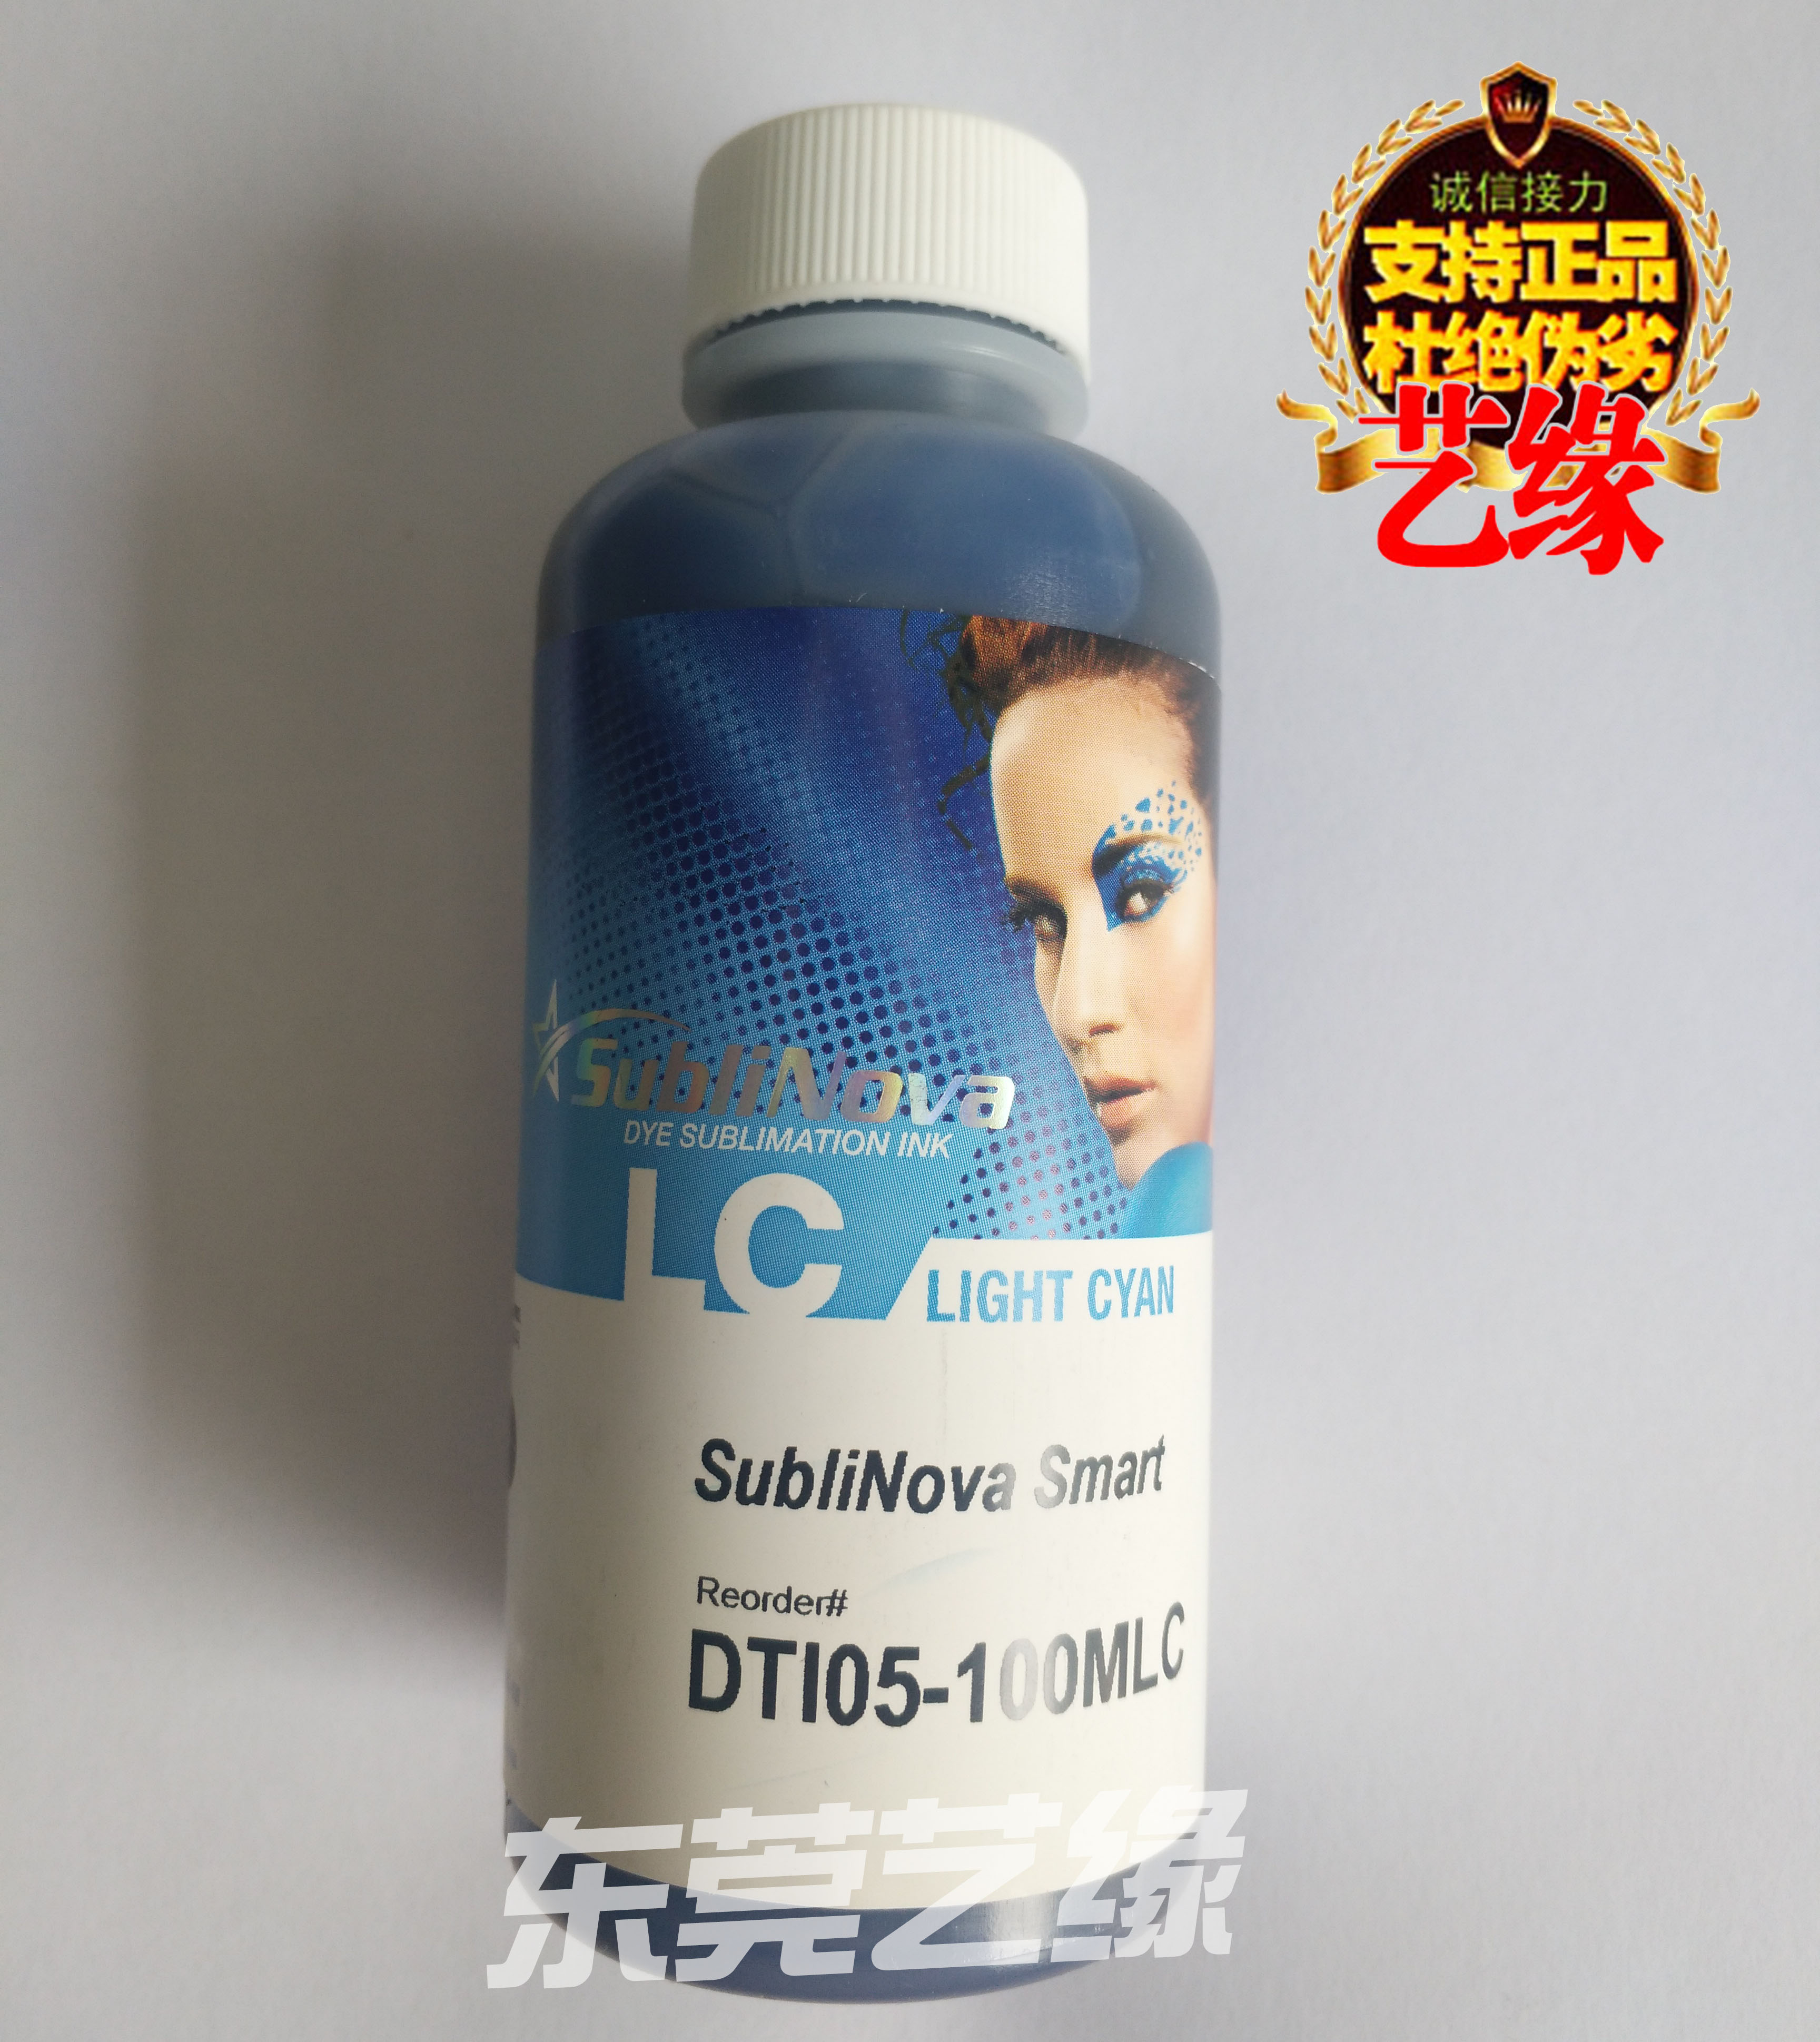 诚信接力
支持正品
杜绝伪劣
艺缘
SubliNova
DYE SUBLIMATION INK
LC
LIGHT CYAN
SubliNova Smart
Reorder#
DTI05-100MLC
东莞艺缘